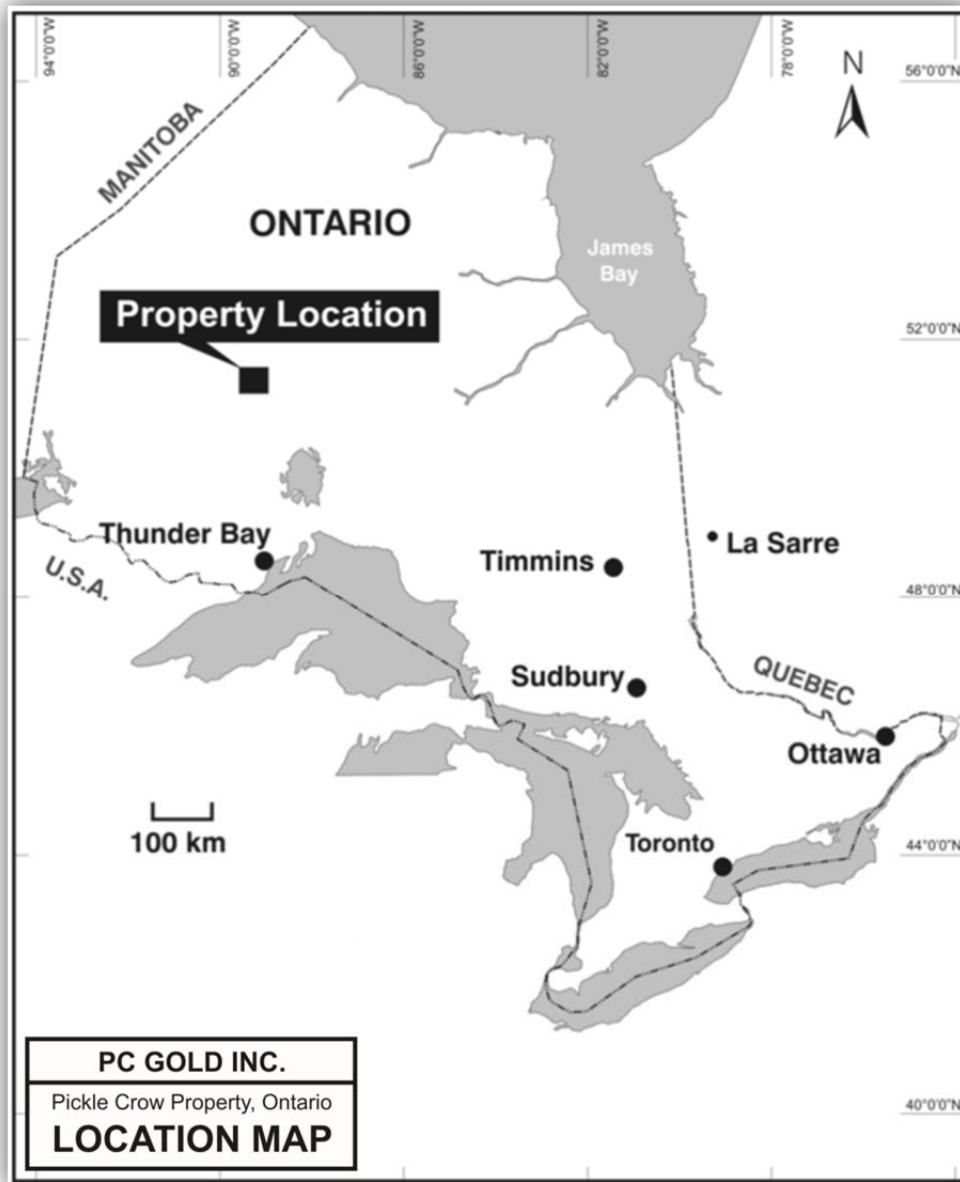 94°0'0"W
90°0'0"W
86°0'0"W
82°0'0"W
78°0'0"W
N
56°0'0"N
MANITOBA
ONTARIO
James
Bay
Property Location
52°0'0"N
Thunder Bay
U.S.A.
Timmins
La Sarre
48°0'0"N
Sudbury
QUEBEC
Ottawa
100 km
Toronto
44°0'0"N
PC GOLD INC.
Pickle Crow Property, Ontario
LOCATION MAP
40°0'0"N